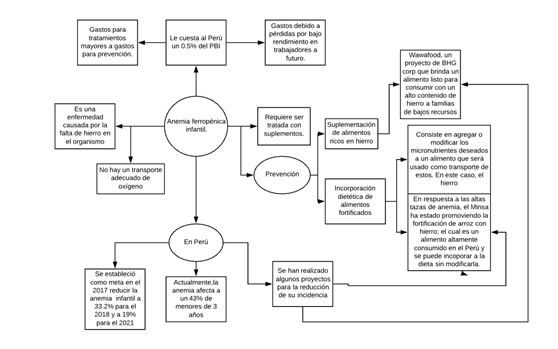 Gastos para
tratamientos
mayores a gastos
para prevención.
Le cuesta al Perú
un 0.5% del PBI
Gastos debido a
pérdidas por bajo
rendimiento en
trabajadores a
futuro.
Wawafood, un
proyecto de BHG
corp que brinda un
alimento listo para
consumir con un
alto contenido de
hierro a familias
de bajos recursos
Es una
enfermedad
causada por la
falta de hierro en
el organismo
Anemia ferropénica
infantil.
Requiere ser
tratada con
suplementos.
Suplementación
de alimentos
ricos en hierro
Consiste en agregar o
modificar los
micronutrientes deseados
a un alimento que será
usado como transporte de
estos. En este caso, el
hierro
No hay un transporte
adecuado de
oxígeno
Prevención
Incorporación
dietética de
alimentos
fortificados
En respuesta a las altas
tazas de anemia, el Minsa
ha estado promoviendo la
fortificación de arroz con
hierro; el cual es un
alimento altamente
consumido en el Perú y
se puede incoporar a la
dieta sin modificarla.
En Perú
Se estableció
como meta en el
2017 reducir la
anemia infantil a
33.2% para el
2018 y a 19%
para el 2021
Actualmente,la
anemia afecta a
un 43% de
menores de 3
años
Se han realizado
algunos proyectos
para la reducción
de su incidencia